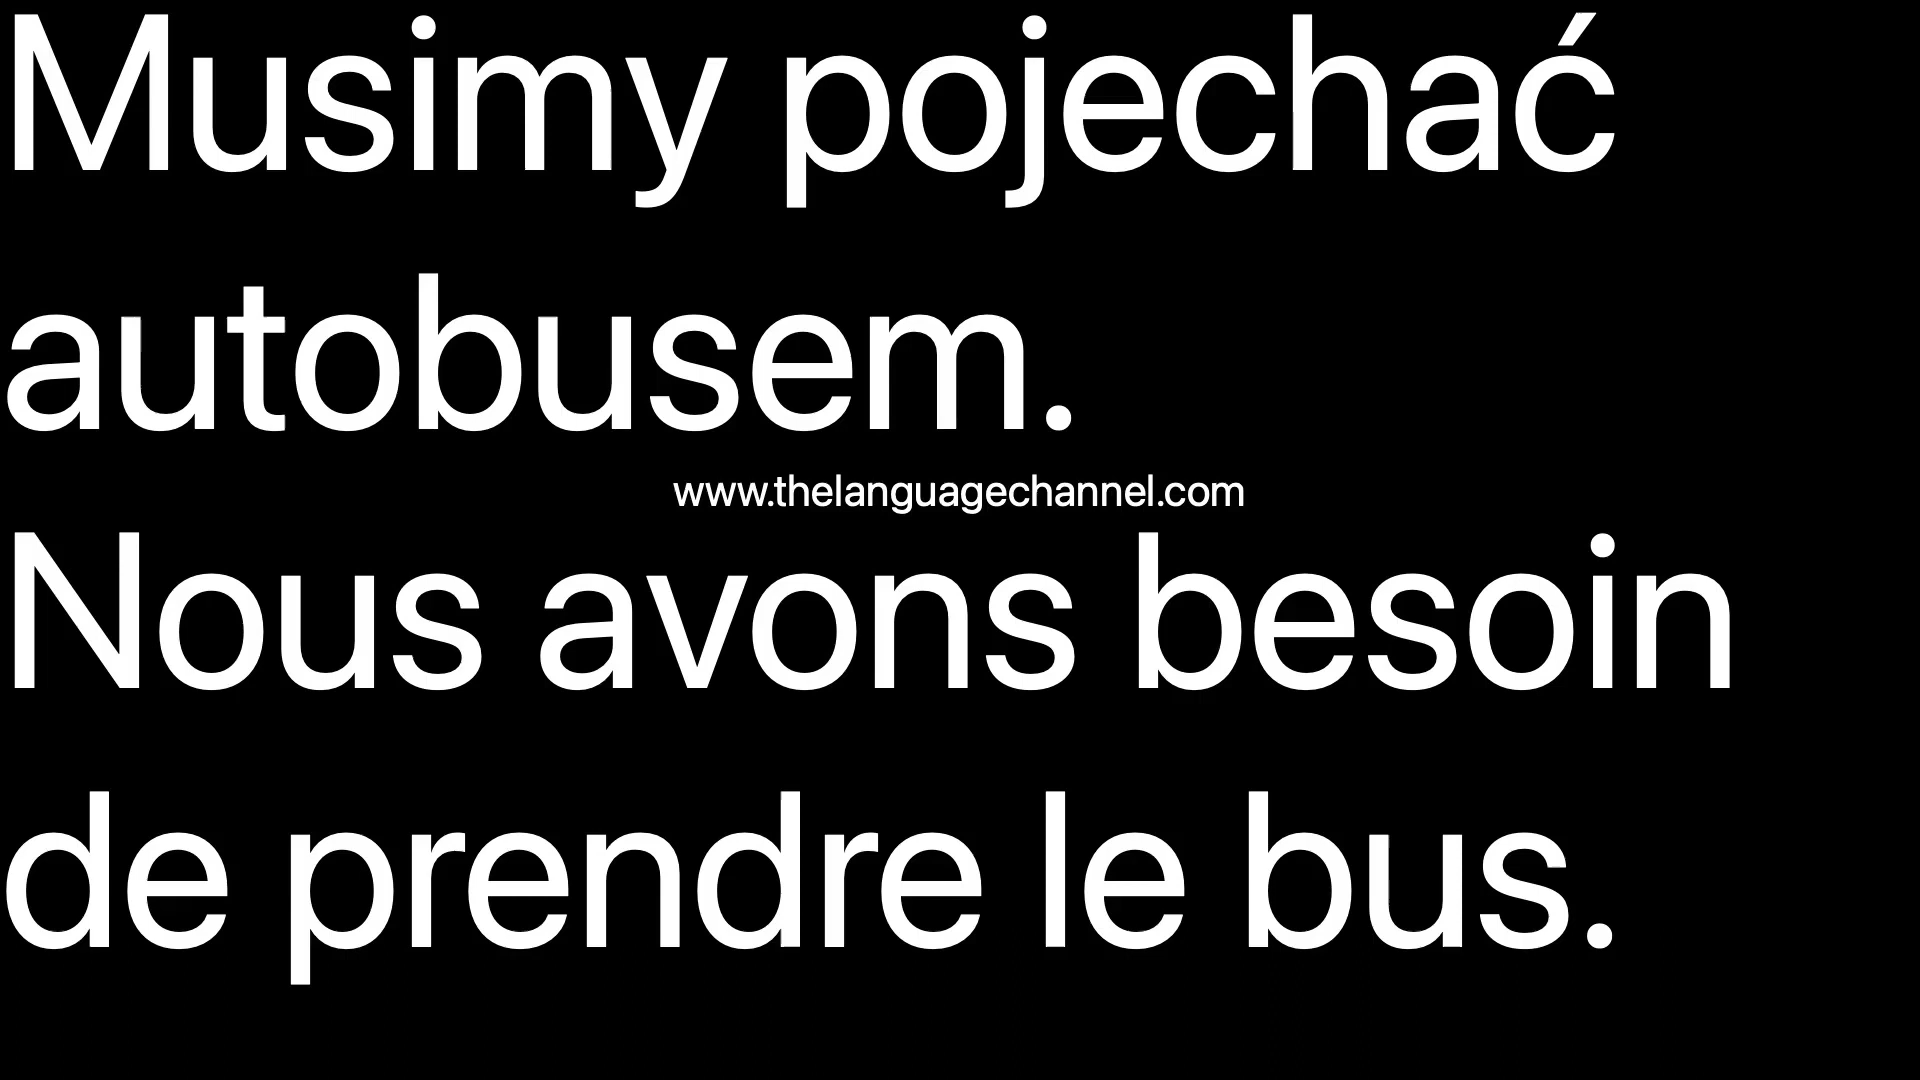 Musimy pojechać
autobusem.
www.thelanguagechannel.com
Nous avons besoin
de prendre le bus.